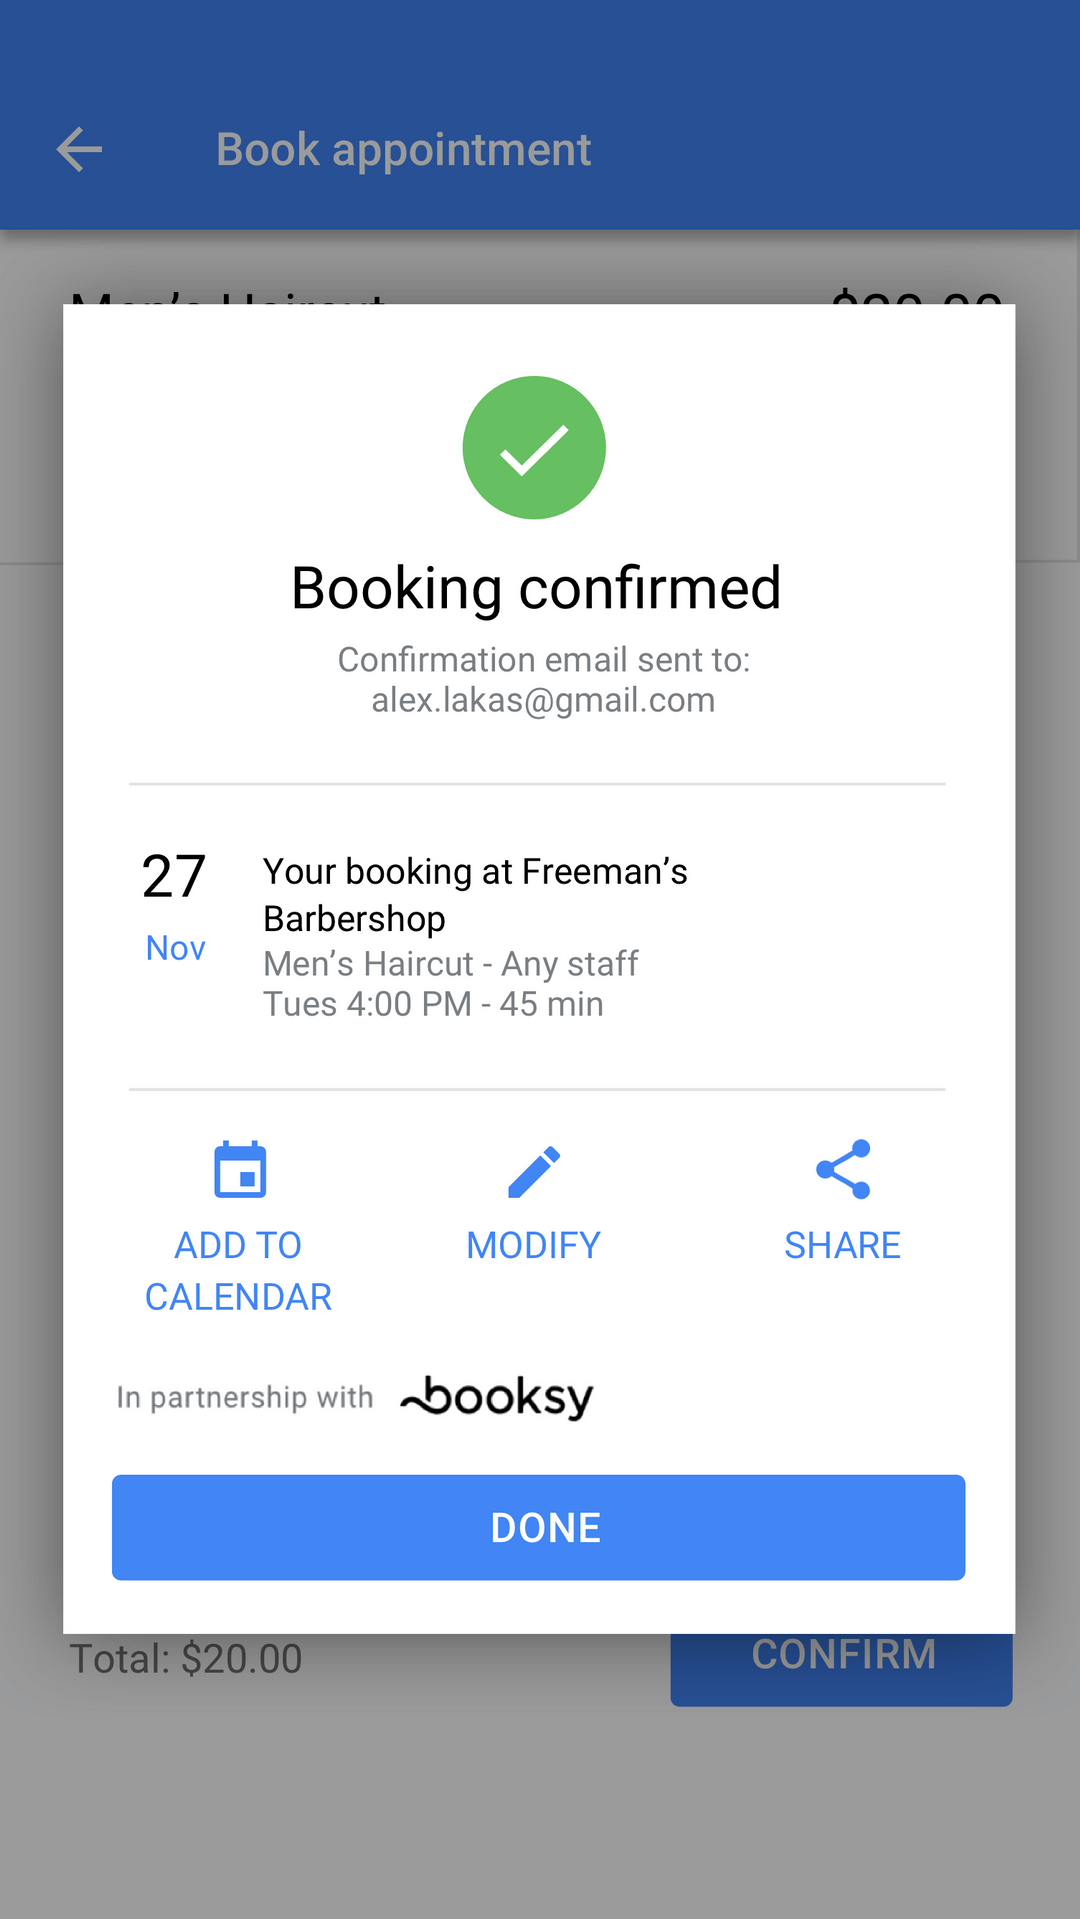 Book appointment
Men's Haircut
Booking confirmed
Confirmation email sent to:
alex.lakas@gmail.com
27
Nov
Your booking at Freeman’s
Barbershop
Men’s Haircut - Any staff
Tues 4:00 PM - 45 min
ADD TO
CALENDAR
MODIFY
SHARE
In partnership with booksy
DONE
Total: $20.00
CONFIRM